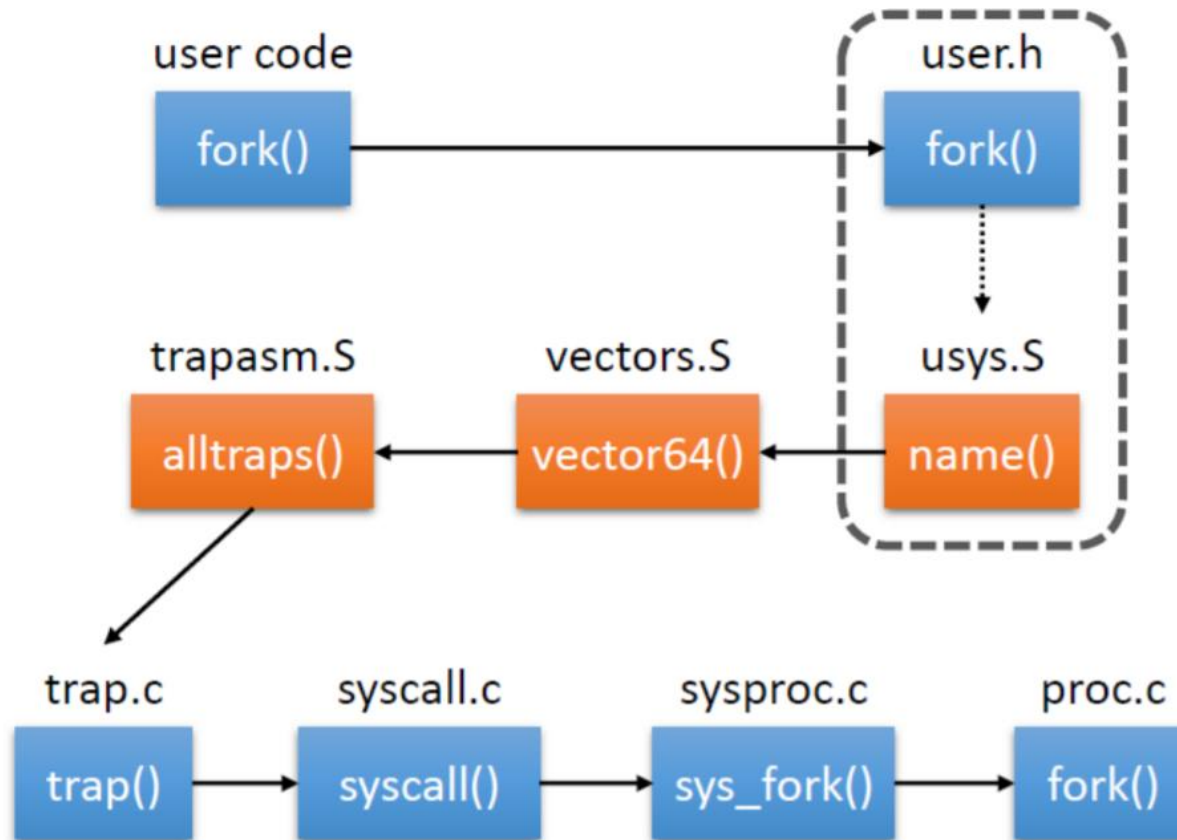 user code
user.h
fork()
fork()
trapasm.S
vectors.S
usys.S
alltraps()
vector64()
name()
trap.c
syscall.c
sysproc.c
proc.c
trap()
syscall()
sys_fork()
fork()